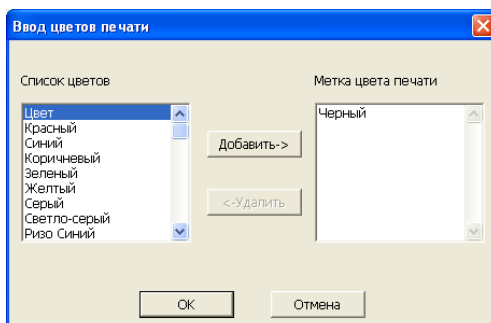 Ввод цветов печати
Список цветов
Метка цвета печати
Цвет
Красный
Синий
Коричневый
Зеленый
Желтый
Серый
Светло-серый
Ризо Синий
Добавить->
<-Удалить
Черный
OK
Отмена